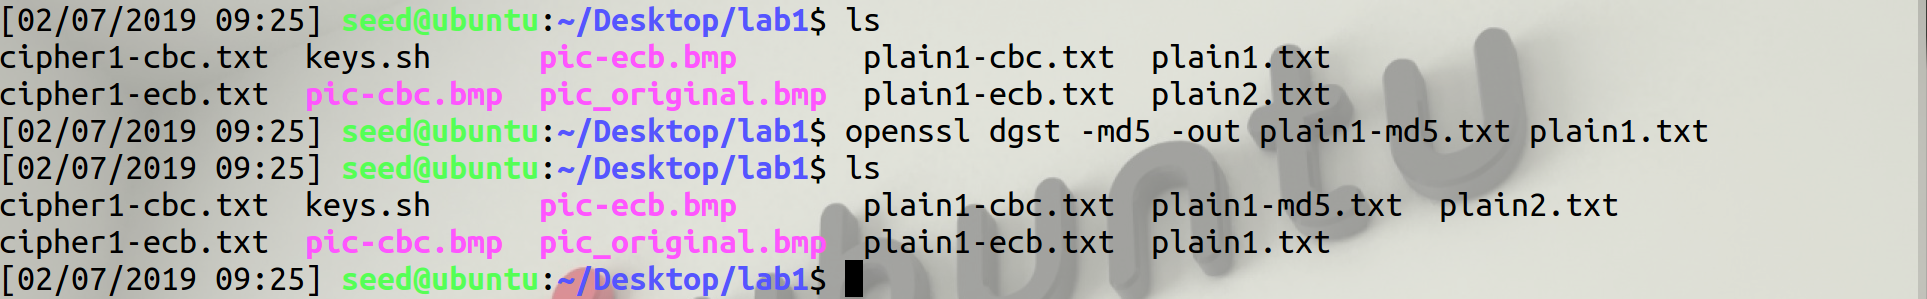 [02/07/2019 09:25] seed@ubuntu:~/Desktop/lab1$ ls
cipher1-cbc.txt  keys.sh       pic-ecb.bmp       plain1-cbc.txt  plain1.txt
cipher1-ecb.txt  pic-cbc.bmp  pic_original.bmp  plain1-ecb.txt  plain2.txt
[02/07/2019 09:25] seed@ubuntu:~/Desktop/lab1$ openssl dgst -md5 -out plain1-md5.txt plain1.txt
[02/07/2019 09:25] seed@ubuntu:~/Desktop/lab1$ ls
cipher1-cbc.txt  keys.sh       pic-ecb.bmp       plain1-cbc.txt  plain1-md5.txt  plain2.txt
cipher1-ecb.txt  pic-cbc.bmp  pic_original.bmp  plain1-ecb.txt  plain1.txt
[02/07/2019 09:25] seed@ubuntu:~/Desktop/lab1$
ubuntu